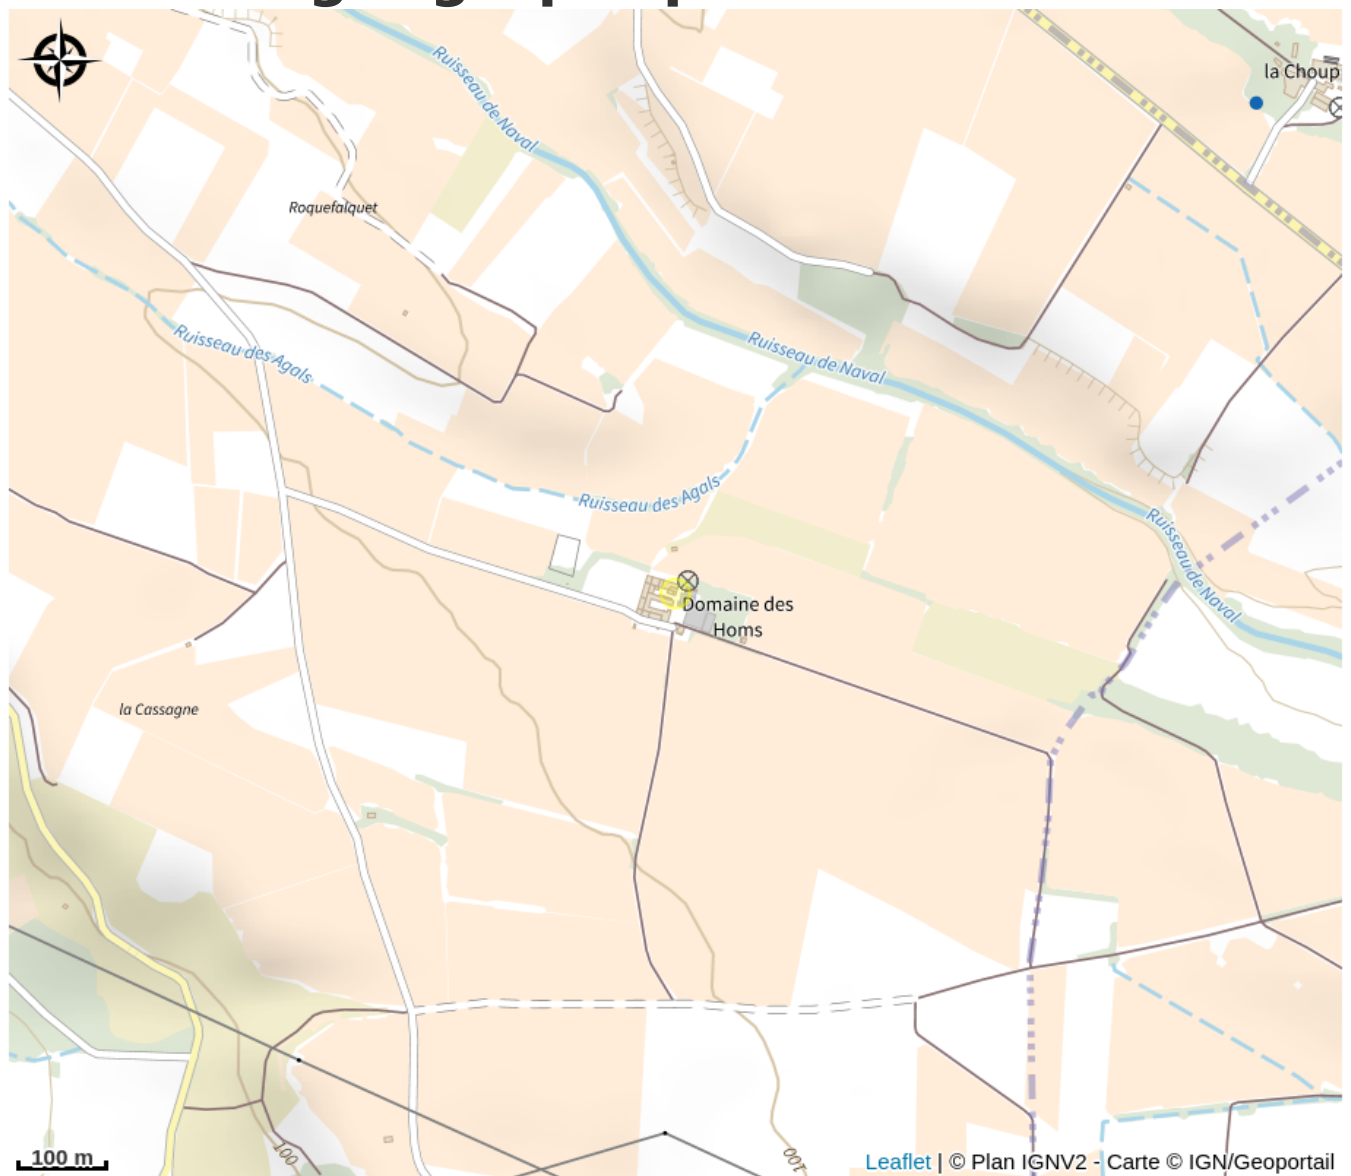 Ruisseau de Naval
la Choup
Roquefalquet
Ruisseau des Agals
Ruisseau de Naval
Ruisseau des Agals
Ruisseau de Naval
Domaine des
Homs
la Cassagne
100
100
100 m
Leaflet | © Plan IGNV2 - Carte © IGN/Geoportail